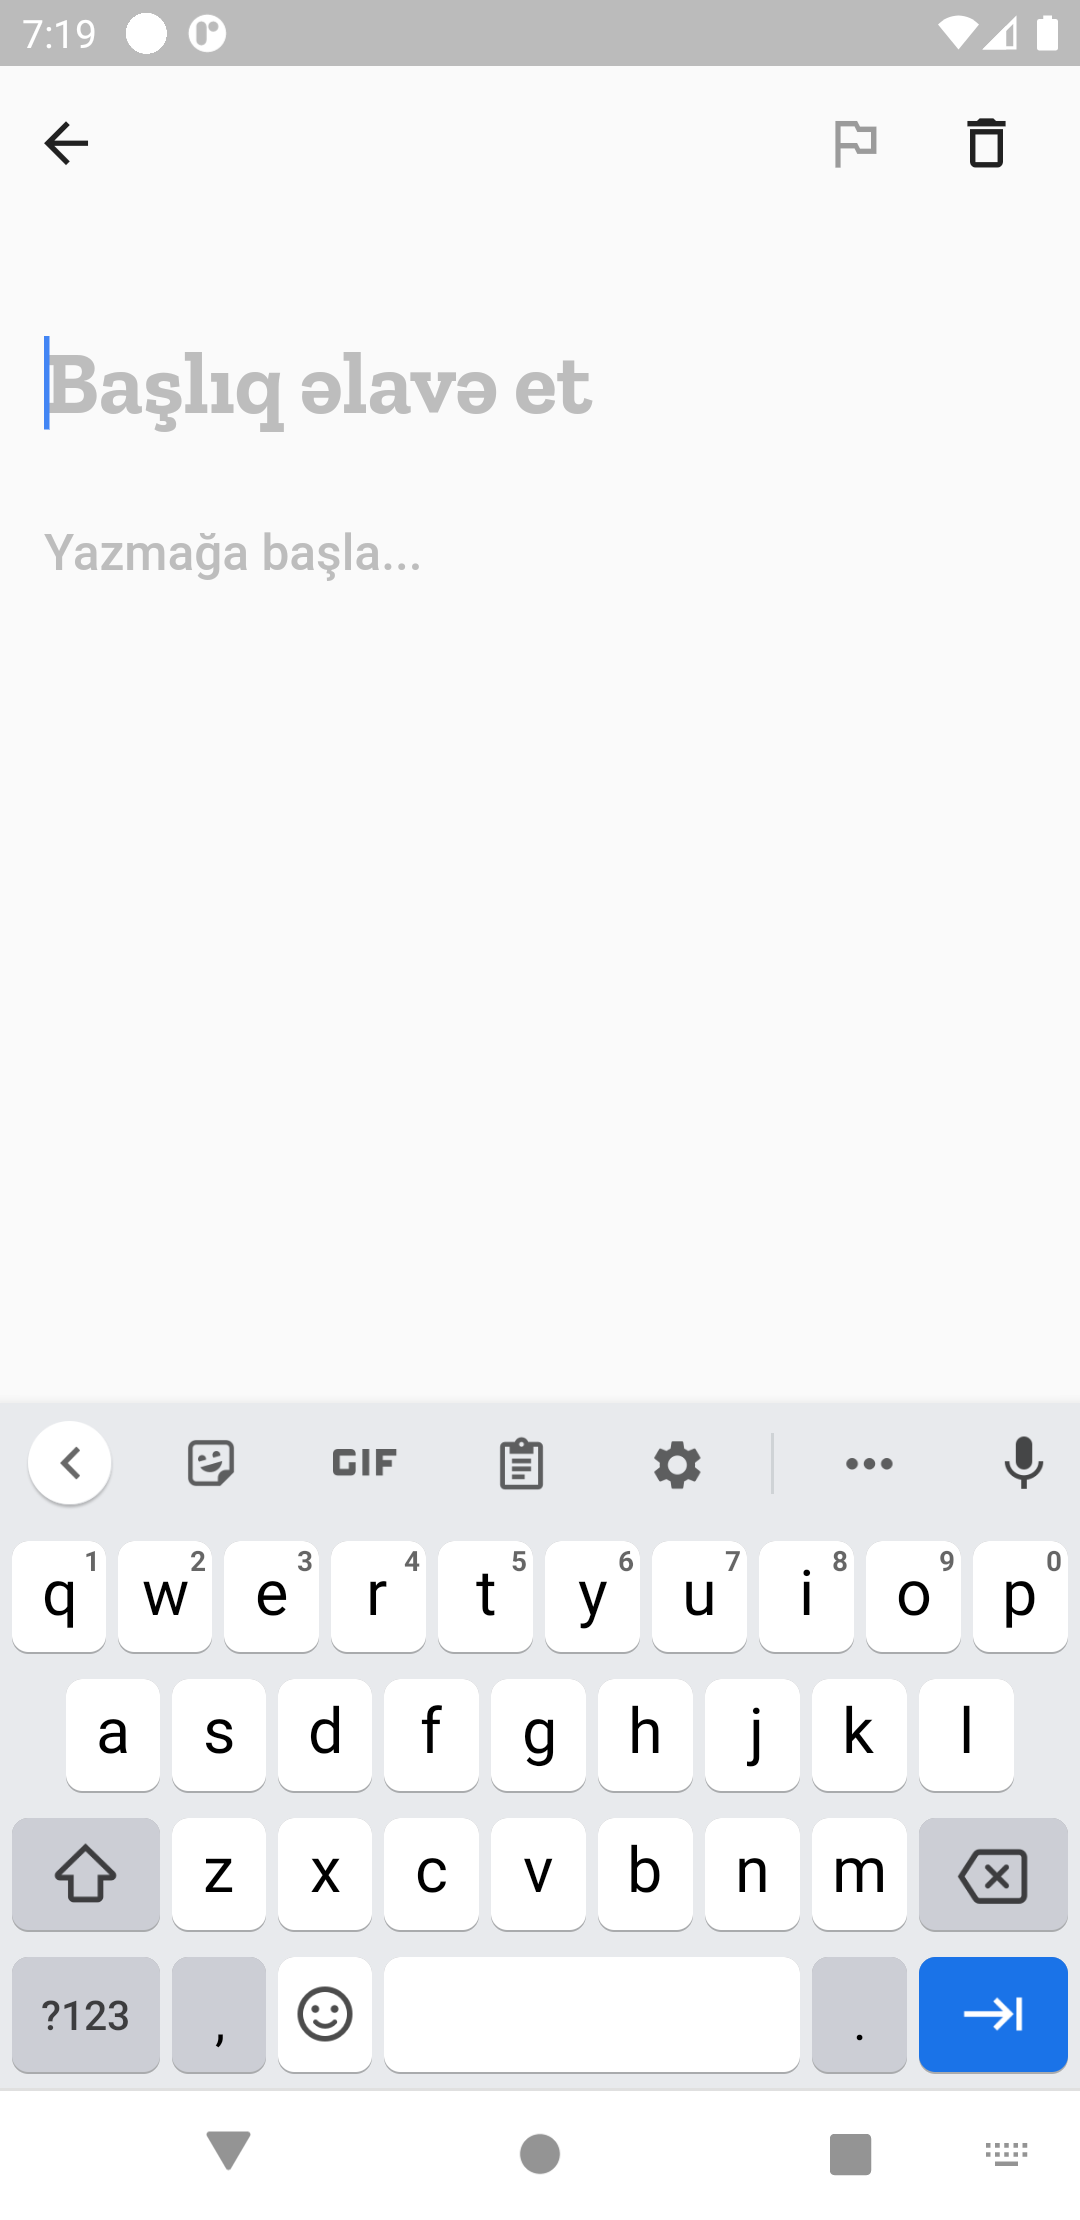 7:19
Başlıq əlavə et
Yazmağa başla...
GIF
q 1 w 2 e 3 r 4 t 5 y 6 u 7 i 8 o 9 p 0
a s d f g h j k l
z x c v b n m
?123 , .